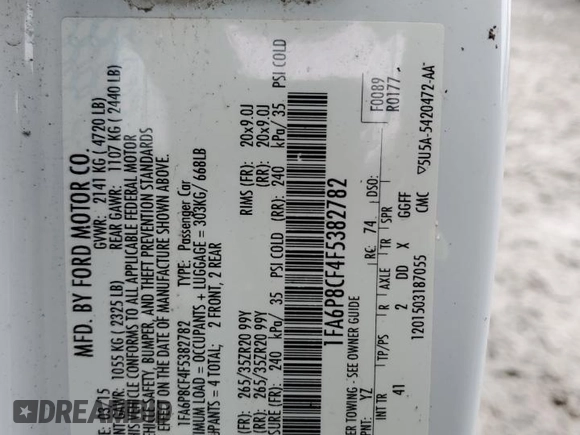 MFD. BY FORD MOTOR CO.
GVWR: 2141 KG ( 4720 LB)
1055 KG ( 2325 LB) REAR GAWR: 1107 KG ( 2440 LB)
VEHICLE CONFORMS TO ALL APPLICABLE FEDERAL MOTOR
SAFETY, BUMPER, AND THEFT PREVENTION STANDARDS
EFFECT ON THE DATE OF MANUFACTURE SHOWN ABOVE.
1FA6P8CF4F5382782 TYPE: Passenger Car
LOAD = OCCUPANTS + LUGGAGE = 303KG/ 668LB
= 4 TOTAL; 2 FRONT, 2 REAR
(FR): 265/35ZR20 99Y RIMS (FR): 20x9.0J
(RR): 265/35ZR20 99Y (RR): 20x9.0J
(FR): 240 kPa/ 35 PSI COLD (RR): 240 kPa/ 35 PSI COLD
1FA6P8CF4F5382782
TOWING - SEE OWNER GUIDE
YZ RC: 74 DSO: F0089
R0177
INT TR TP/PS R AXLE TR SPR
41 2 DD X GGFF
1201503187055 CMC ▽5U5A-5420472-AA